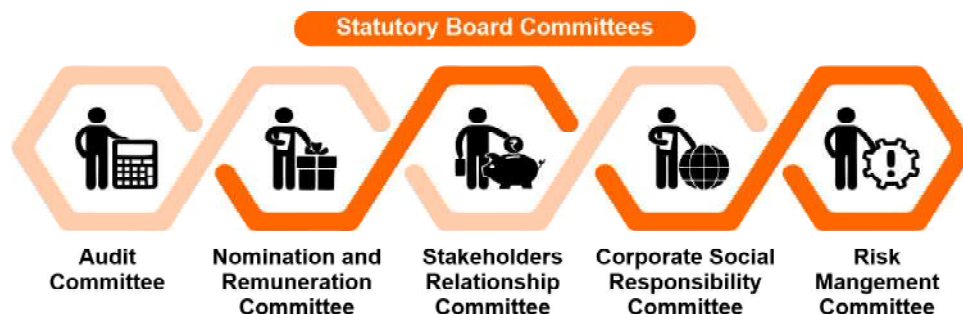 Statutory Board Committees
Audit
Committee
Nomination and
Remuneration
Committee
Stakeholders
Relationship
Committee
₹
Corporate Social
Responsibility
Committee
!
Risk
Mangement
Committee